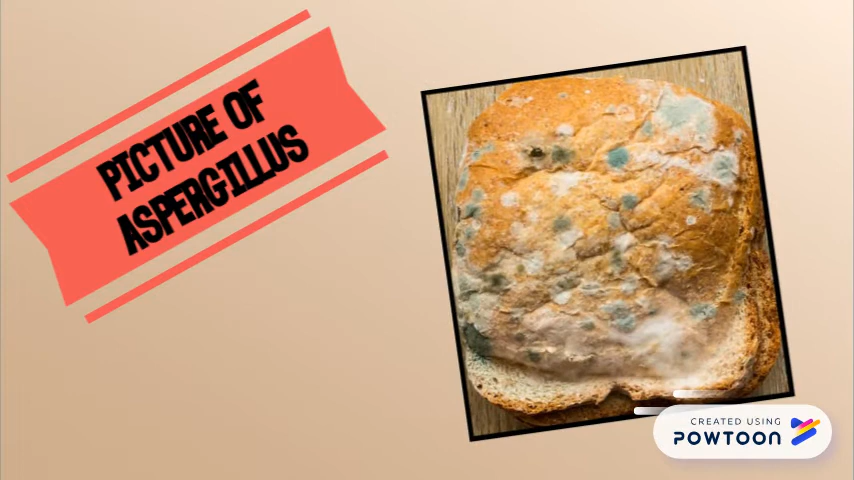 PICTURE OF
ASPERGILLUS
CREATED USING
POWTOON